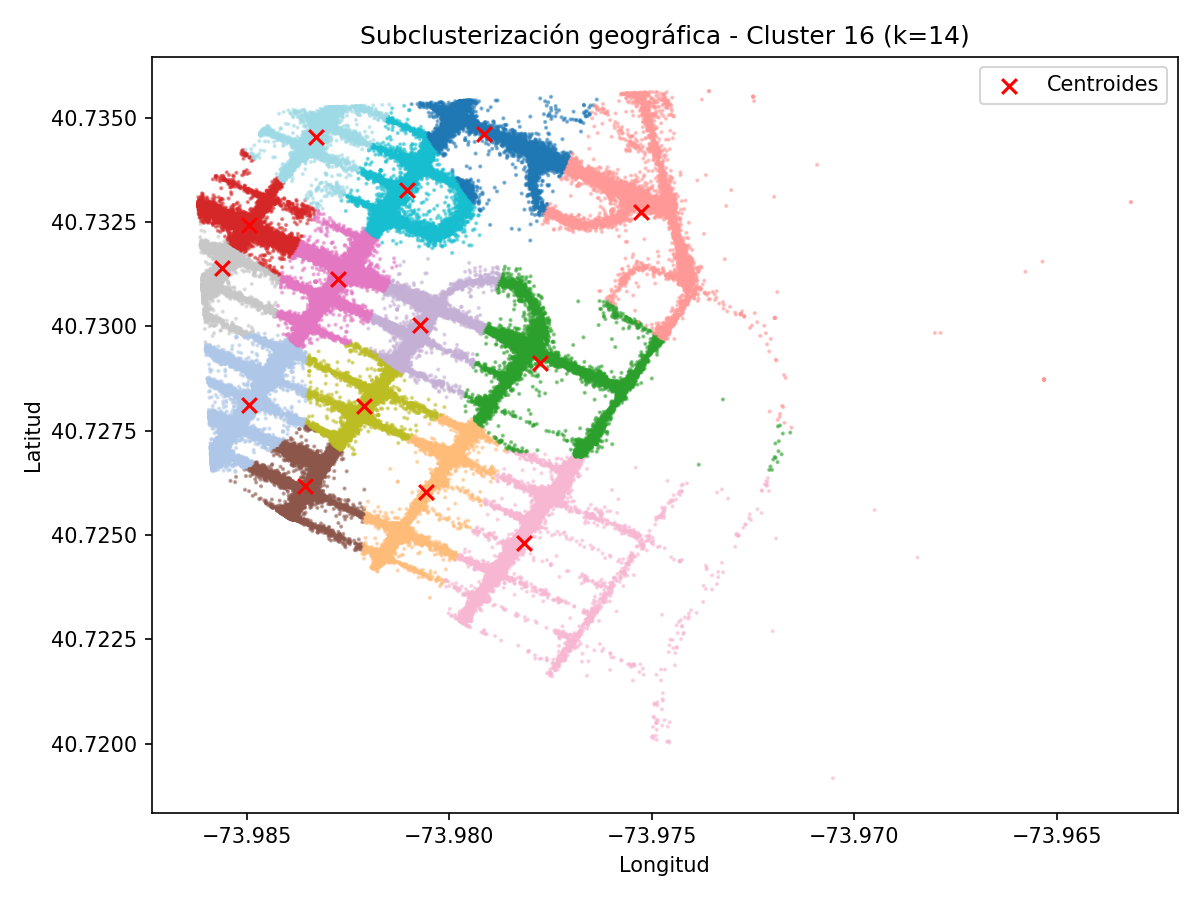 Subclusterización geográfica - Cluster 16 (k=14)
Centroides
40.7350
40.7325
40.7300
40.7275
40.7250
40.7225
40.7200
Latitud
−73.985 −73.980 −73.975 −73.970 −73.965
Longitud